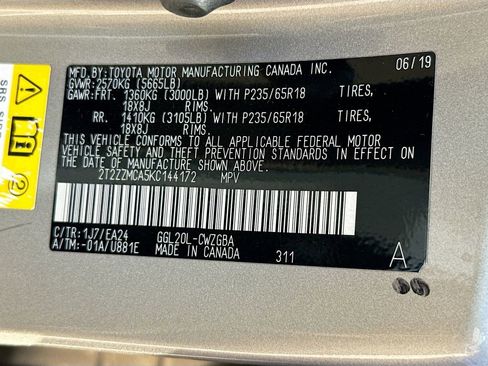 MFD.BY:TOYOTA MOTOR MANUFACTURING CANADA INC. 06/19
GVWR:2570KG (5665LB)
GAWR:FRT. 1360KG (3000LB) WITH P235/65R18 TIRES,
18X8J RIMS.
RR. 1410KG (3105LB) WITH P235/65R18 TIRES,
18X8J RIMS.
THIS VEHICLE CONFORMS TO ALL APPLICABLE FEDERAL MOTOR
VEHICLE SAFETY AND THEFT PREVENTION STANDARDS IN EFFECT ON
THE DATE OF MANUFACTURE SHOWN ABOVE.
2T2ZZMCA5KC144172 MPV
C/TR:1J7/EA24 GGL20L-CWZGBA
A/TM:-01A/U881E MADE IN CANADA 311 A
SRS SIDE